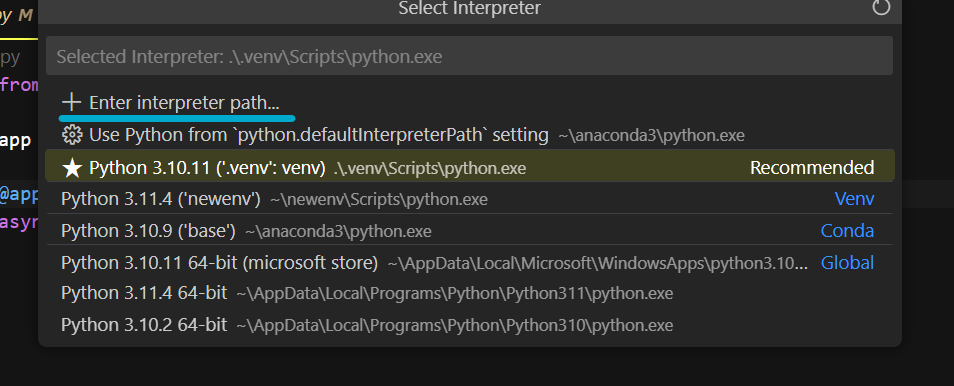 py M
Select Interpreter
Selected Interpreter: .\.venv\Scripts\python.exe
py
from
Enter interpreter path...
app
Use Python from `python.defaultInterpreterPath` setting ~\anaconda3\python.exe
Python 3.10.11 ('.venv': venv) .\.venv\Scripts\python.exe Recommended
@app
Python 3.11.4 ('newenv') ~\newenv\Scripts\python.exe Venv
asyn
Python 3.10.9 ('base') ~\anaconda3\python.exe Conda
Python 3.10.11 64-bit (microsoft store) ~\AppData\Local\Microsoft\WindowsApps\python3.10... Global
Python 3.11.4 64-bit ~\AppData\Local\Programs\Python\Python311\python.exe
Python 3.10.2 64-bit ~\AppData\Local\Programs\Python\Python310\python.exe